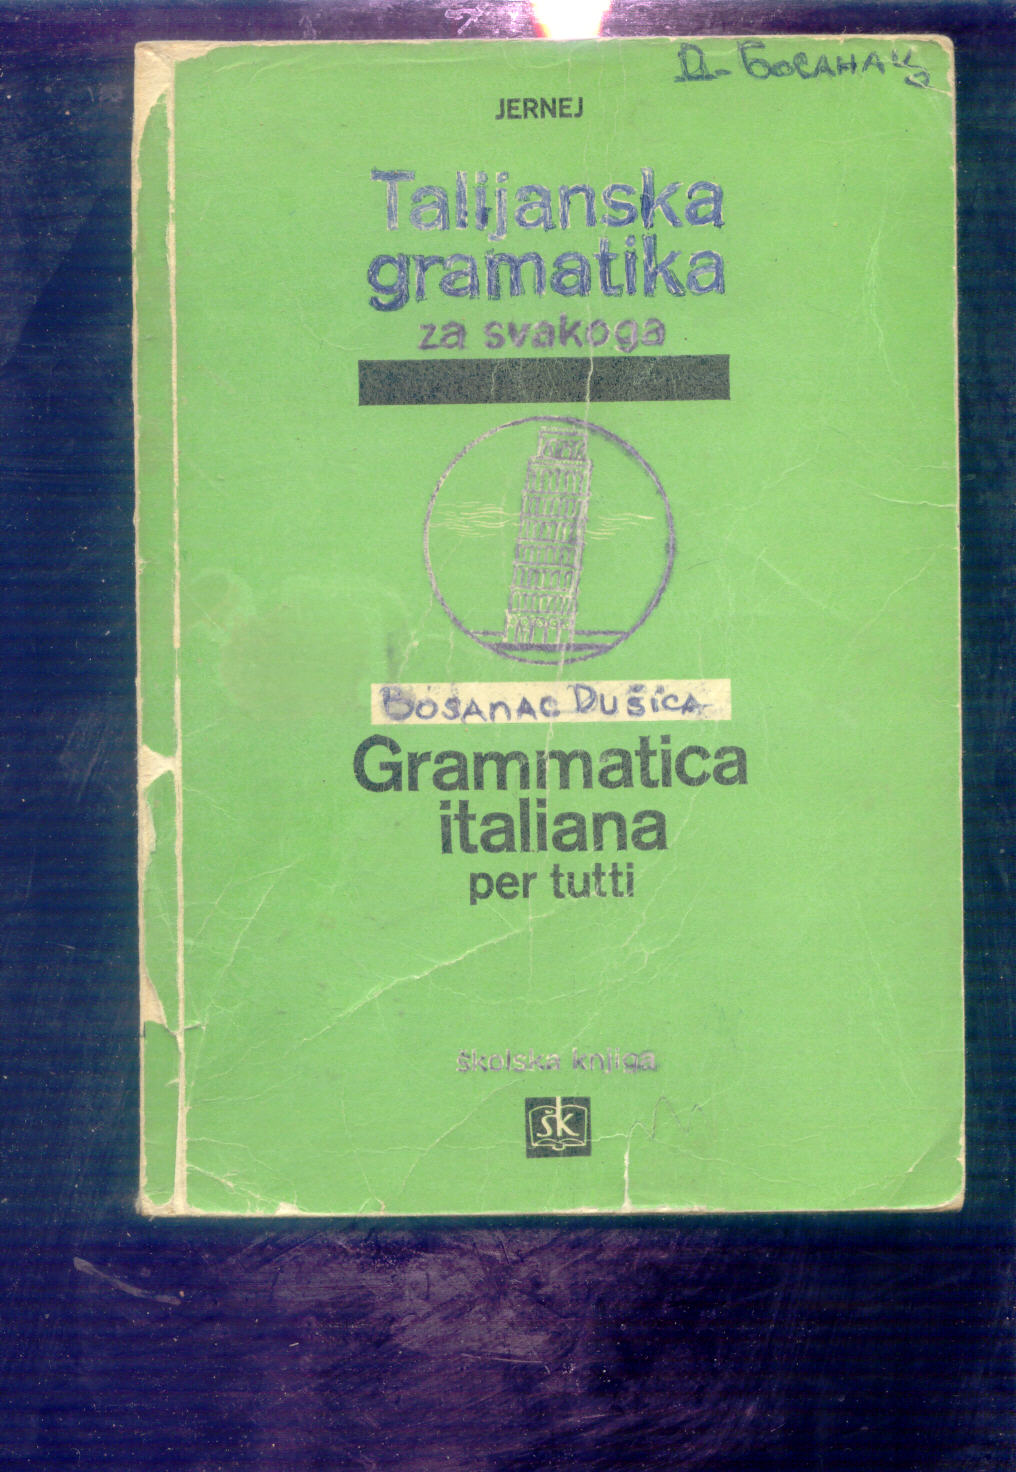 Д. Босанац
JERNEJ
Talijanska
gramatika
za svakoga
Bosanac Dušica
Grammatica
italiana
per tutti
školska knjiga
šk